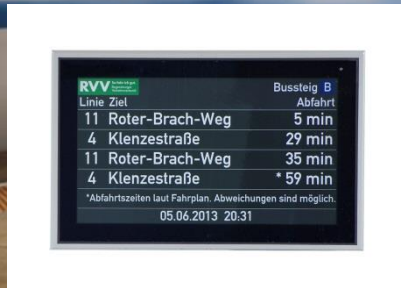 RVV
Bussteig B
Linie Ziel Abfahrt
11 Roter-Brach-Weg 5 min
4 Klenzestraße 29 min
11 Roter-Brach-Weg 35 min
4 Klenzestraße * 59 min
*Abfahrtszeiten laut Fahrplan. Abweichungen sind möglich.
05.06.2013 20:31